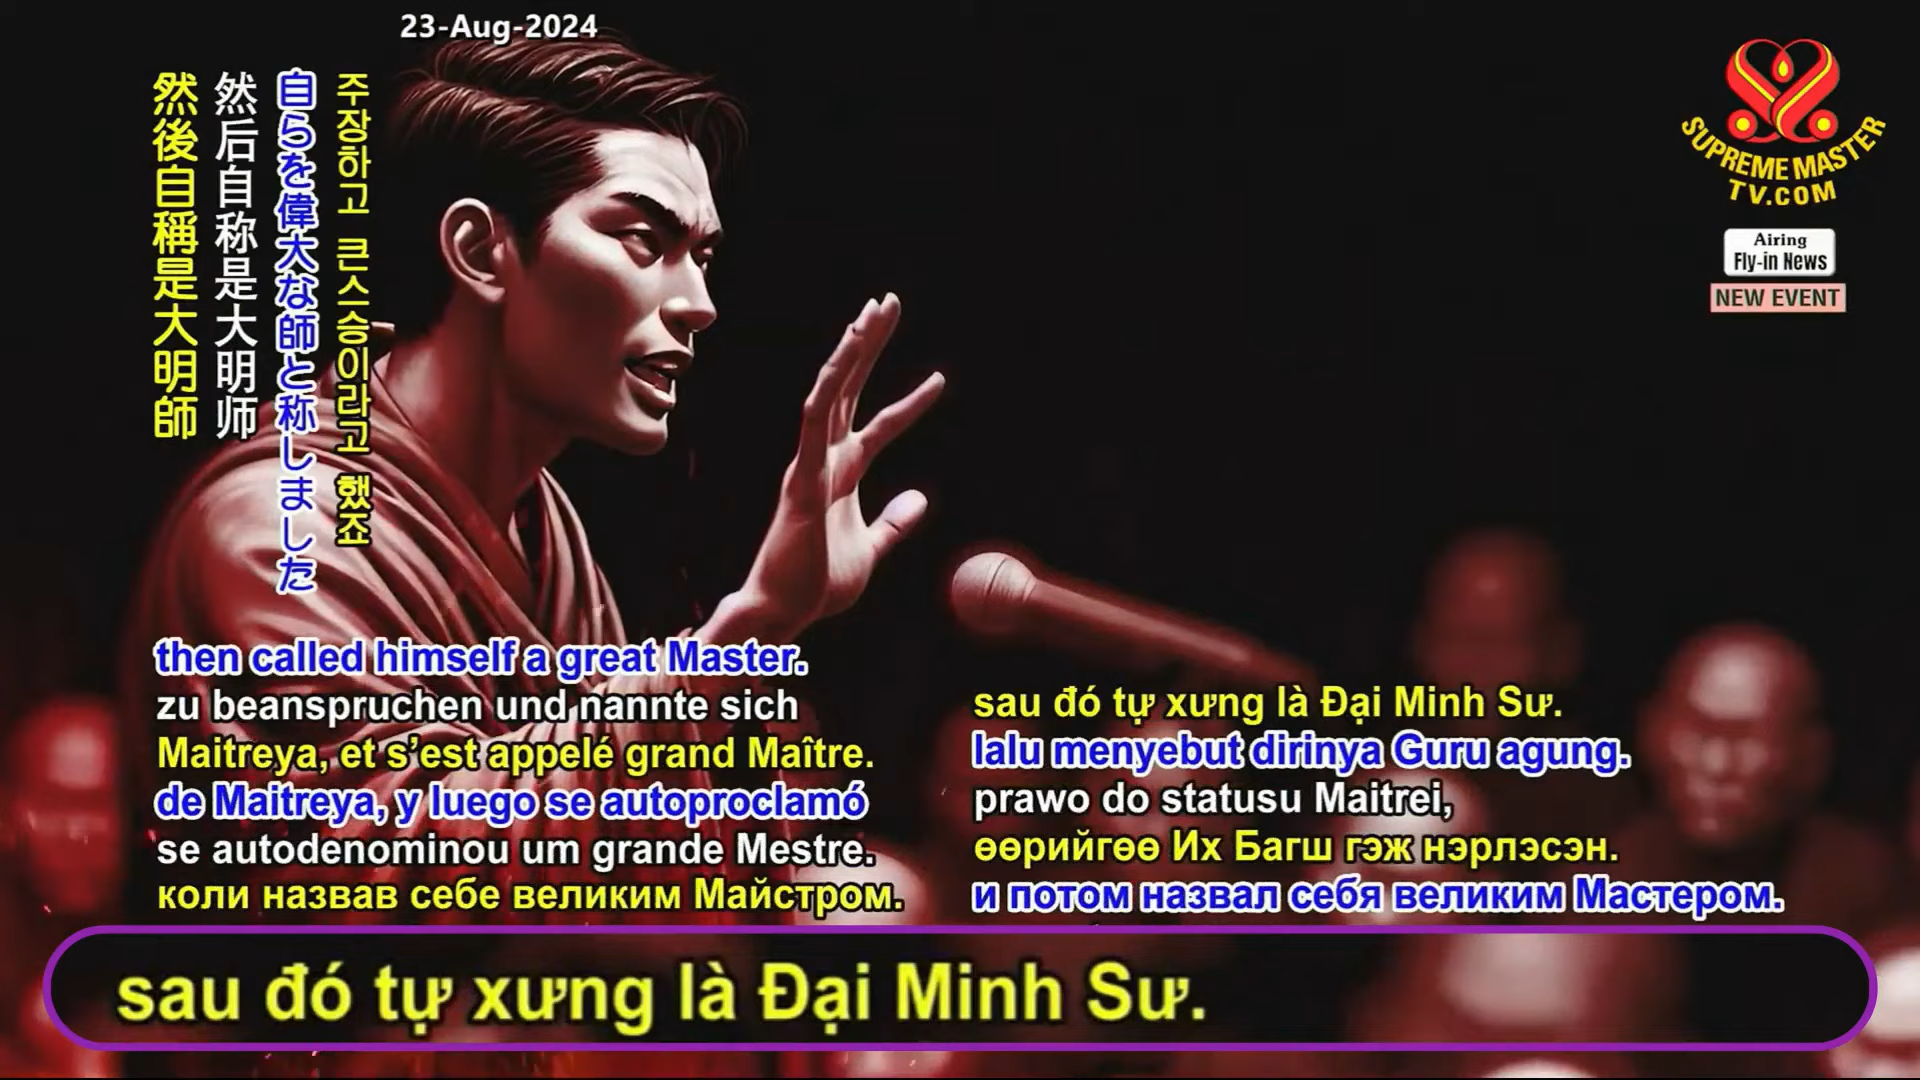 23-Aug-2024
然後自稱是大明師
然后自称是大明师
自らを偉大な師と称しました
주장하고 큰스승이라고 했죠
SUPREME MASTER
TV.COM
Airing
Fly-in News
NEW EVENT
then called himself a great Master.
zu beanspruchen und nannte sich
Maitreya, et s’est appelé grand Maître.
de Maitreya, y luego se autoproclamó
se autodenominou um grande Mestre.
коли назвав себе великим Майстром.
sau đó tự xưng là Đại Minh Sư.
lalu menyebut dirinya Guru agung.
prawo do statusu Maitrei,
өөрийгөө Их Багш гэж нэрлэсэн.
и потом назвал себя великим Мастером.
sau đó tự xưng là Đại Minh Sư.